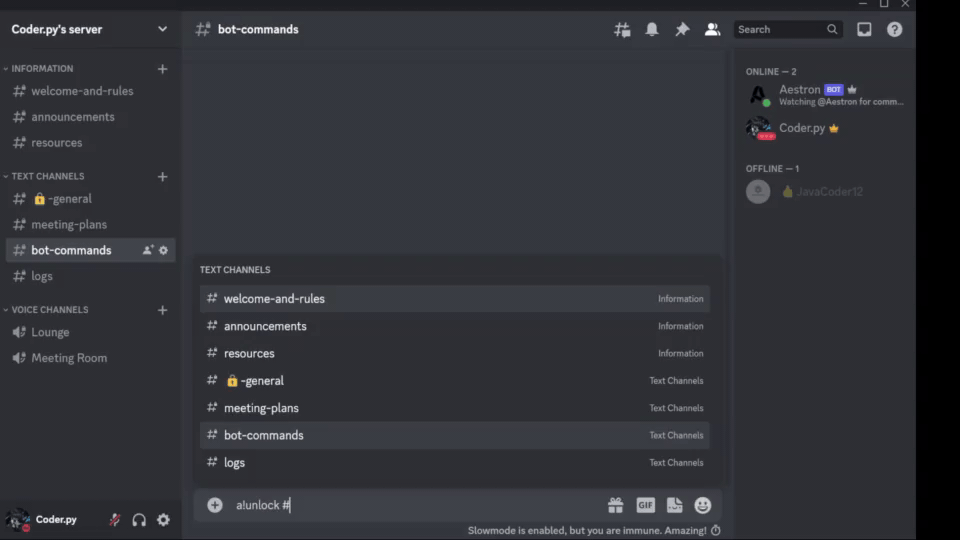 Coder.py's server
INFORMATION
welcome-and-rules
announcements
resources
TEXT CHANNELS
🔒-general
meeting-plans
bot-commands
logs
VOICE CHANNELS
Lounge
Meeting Room
Coder.py
bot-commands
Search
TEXT CHANNELS
welcome-and-rules Information
announcements Information
resources Information
🔒-general Text Channels
meeting-plans Text Channels
bot-commands Text Channels
logs Text Channels
a!unlock #
GIF
Slowmode is enabled, but you are immune. Amazing!
ONLINE — 2
Aestron BOT
Watching @Aestron for comm...
Coder.py
OFFLINE — 1
👍 JavaCoder12